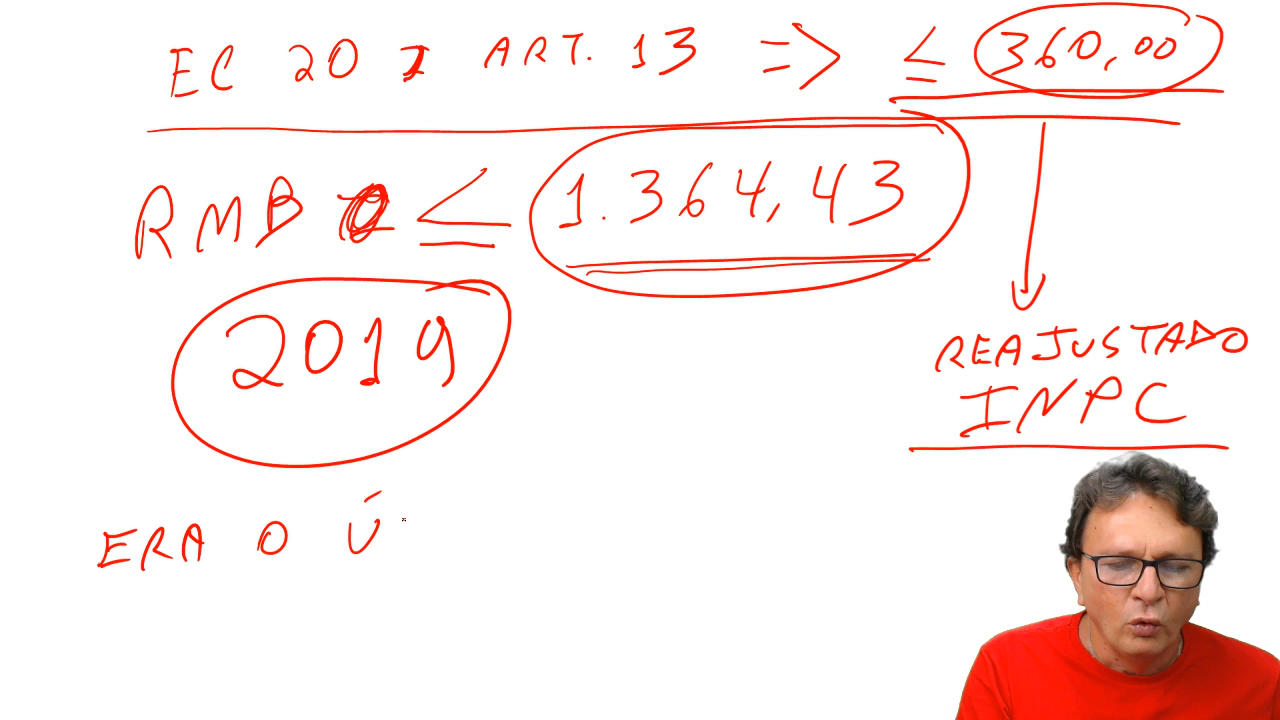 EC 20, ART. 13 => ≤ 360,00
RMB ≤ 1.364,43
2019
REAJUSTADO
INPC
ERA O Ú